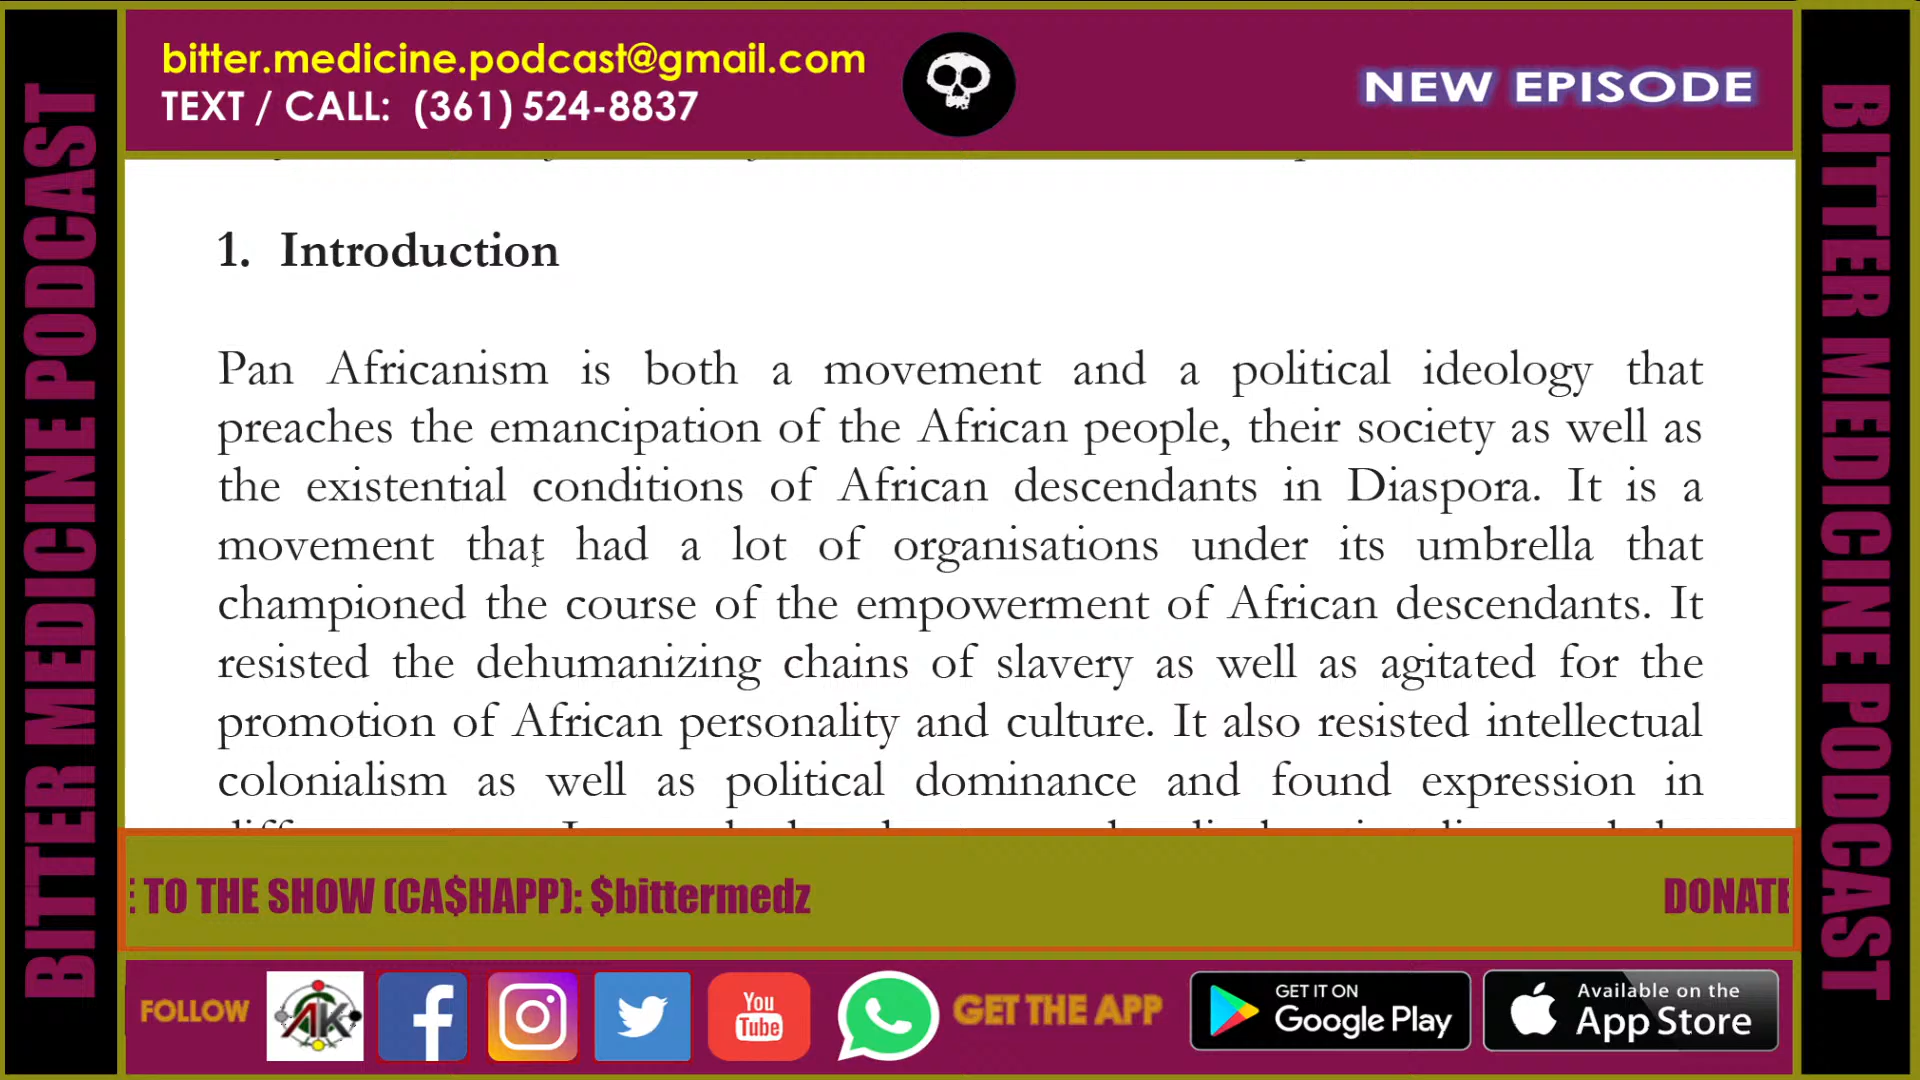 bitter.medicine.podcast@gmail.com
TEXT / CALL: (361) 524-8837
NEW EPISODE
BITTER MEDICINE PODCAST
1. Introduction
Pan Africanism is both a movement and a political ideology that
preaches the emancipation of the African people, their society as well as
the existential conditions of African descendants in Diaspora. It is a
movement that had a lot of organisations under its umbrella that
championed the course of the empowerment of African descendants. It
resisted the dehumanizing chains of slavery as well as agitated for the
promotion of African personality and culture. It also resisted intellectual
colonialism as well as political dominance and found expression in
BITTER MEDICINE PODCAST
TO THE SHOW (CA$HAPP): $bittermedz
DONATE
FOLLOW
AK
You
Tube
GET THE APP
GET IT ON
Google Play
Available on the
App Store